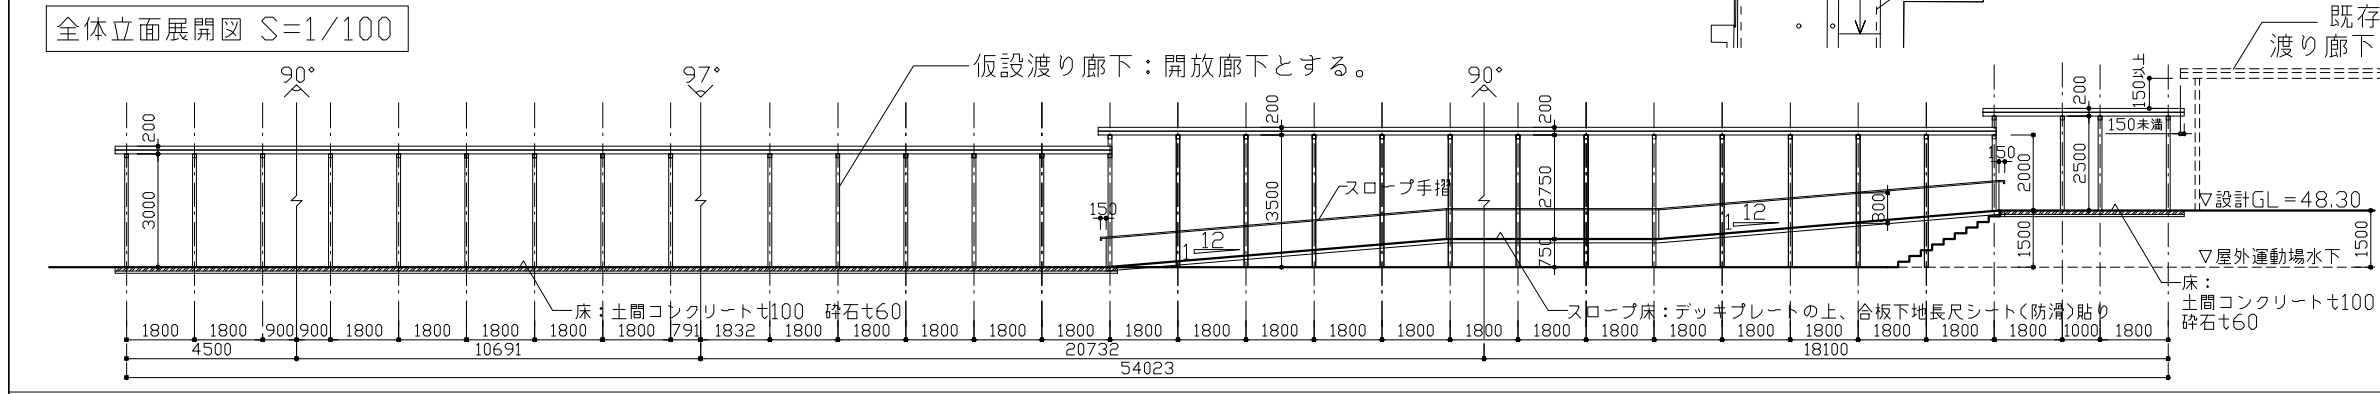 全体立面展開図 S=1/100
既存
渡り廊下
90°
97°
90°
仮設渡り廊下：開放廊下とする。
150以上
200
200
200
200
150未満
3000
150
3500
スロープ手摺
2750
150
2000
2500
800
1
12
1
12
750
1500
▽設計GL=48.30
▽屋外運動場水下
1500
床：土間コンクリートt100 砕石t60
スロープ床：デッキプレートの上、合板下地長尺シート(防滑)貼り
床：
土間コンクリートt100
砕石t60
1800 1800 900 900 1800 1800 1800 1800 1800 791 1832 1800 1800 1800 1800 1800 1800 1800 1800 1800 1800 1800 1800 1800 1800 1800 1800 1800 1800 1000 1800
4500 10691 20732 18100
54023